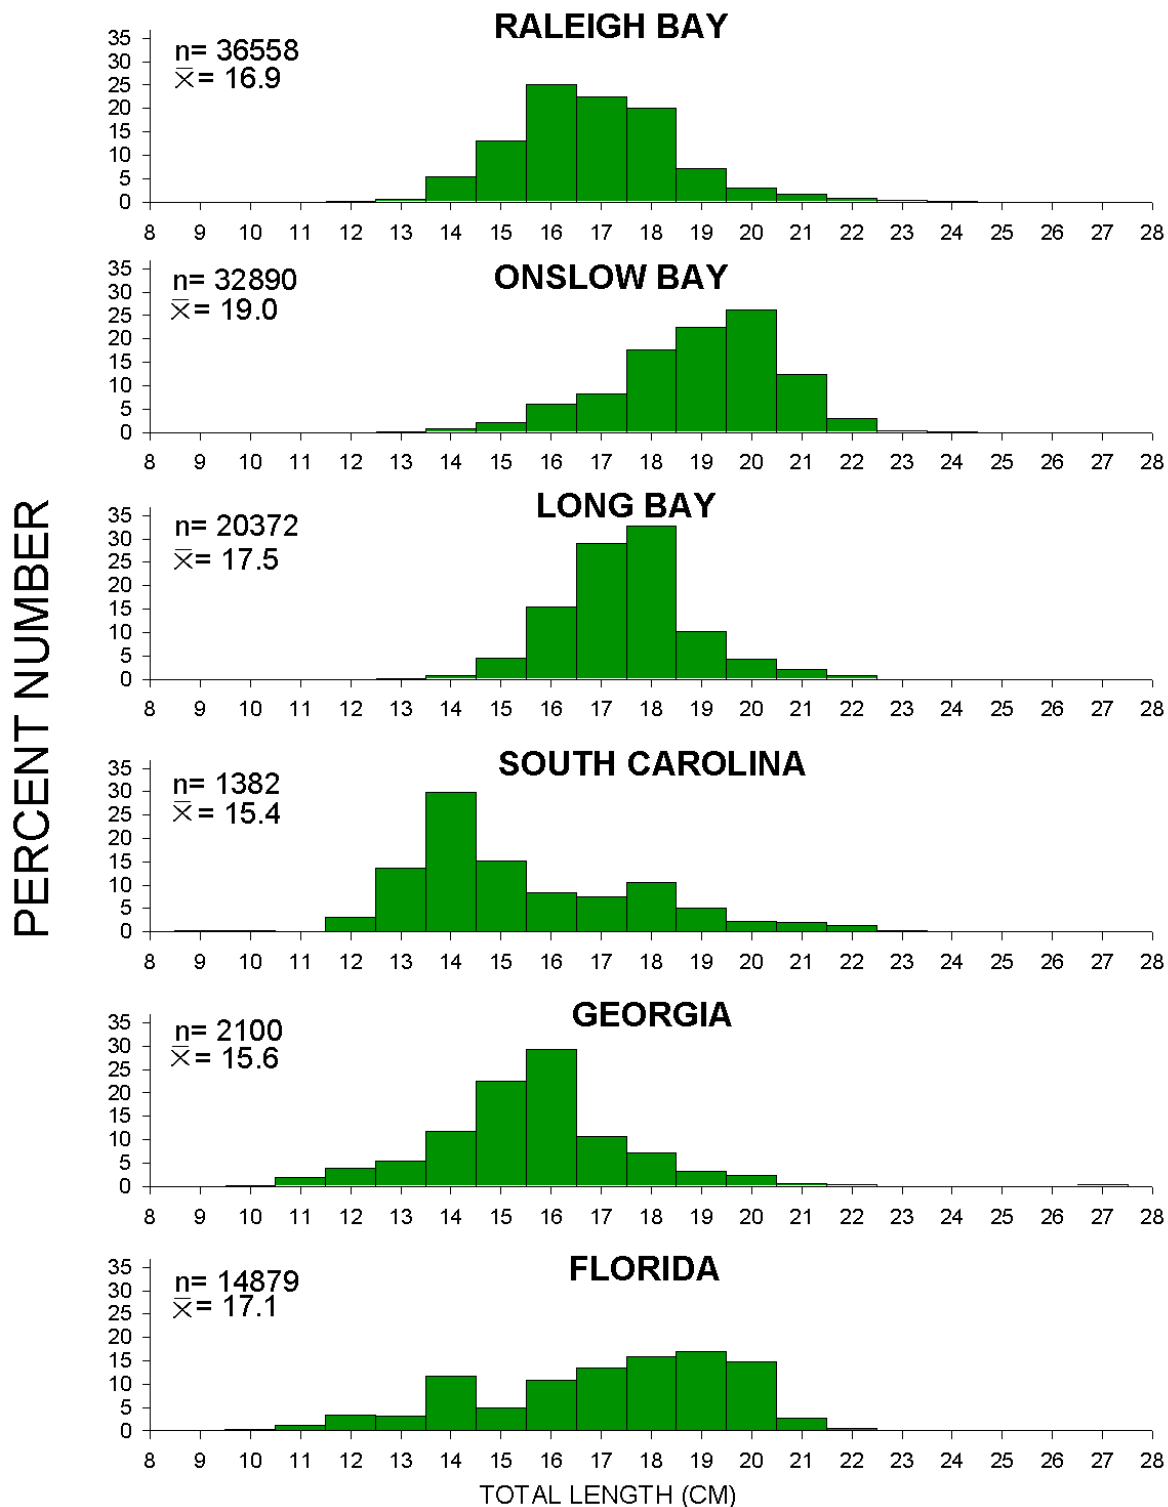 PERCENT NUMBER
RALEIGH BAY
n= 36558
x̄= 16.9
35
30
25
20
15
10
5
0
8 9 10 11 12 13 14 15 16 17 18 19 20 21 22 23 24 25 26 27 28
ONSLOW BAY
n= 32890
x̄= 19.0
35
30
25
20
15
10
5
0
8 9 10 11 12 13 14 15 16 17 18 19 20 21 22 23 24 25 26 27 28
LONG BAY
n= 20372
x̄= 17.5
35
30
25
20
15
10
5
0
8 9 10 11 12 13 14 15 16 17 18 19 20 21 22 23 24 25 26 27 28
SOUTH CAROLINA
n= 1382
x̄= 15.4
35
30
25
20
15
10
5
0
8 9 10 11 12 13 14 15 16 17 18 19 20 21 22 23 24 25 26 27 28
GEORGIA
n= 2100
x̄= 15.6
35
30
25
20
15
10
5
0
8 9 10 11 12 13 14 15 16 17 18 19 20 21 22 23 24 25 26 27 28
FLORIDA
n= 14879
x̄= 17.1
35
30
25
20
15
10
5
0
8 9 10 11 12 13 14 15 16 17 18 19 20 21 22 23 24 25 26 27 28
TOTAL LENGTH (CM)